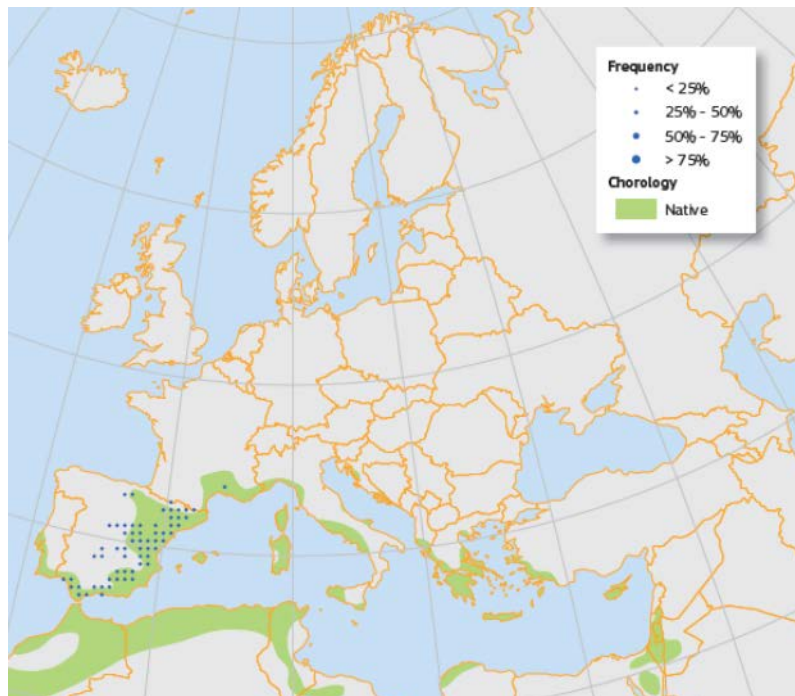 Frequency
< 25%
25% - 50%
50% - 75%
> 75%
Chorology
Native